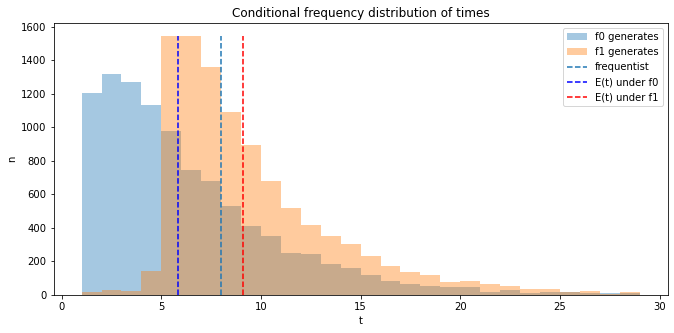 Conditional frequency distribution of times
f0 generates
f1 generates
frequentist
E(t) under f0
E(t) under f1
1600
1400
1200
1000
800
600
400
200
0
n
0 5 10 15 20 25 30
t